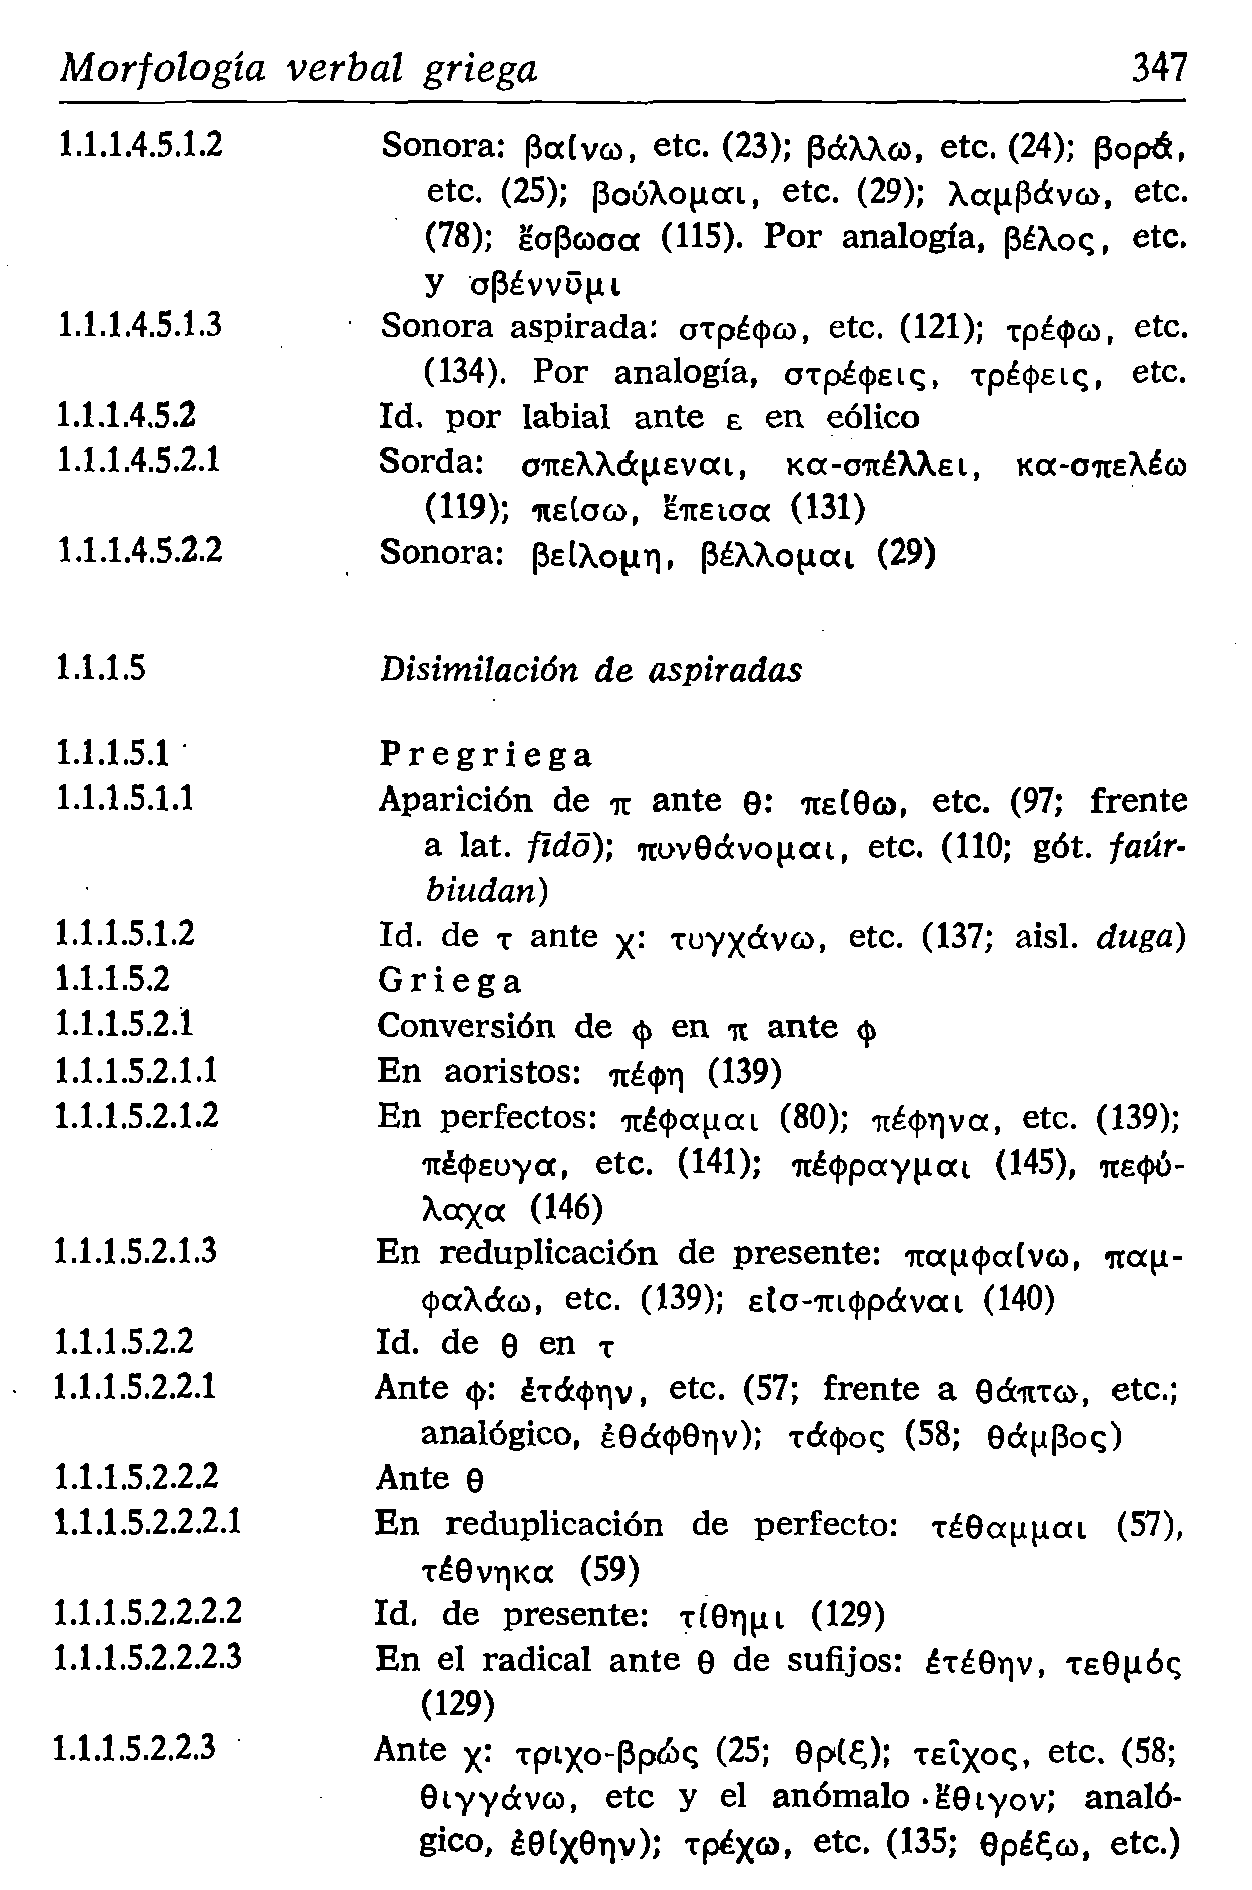 Morfología verbal griega 347
1.1.1.4.5.1.2 Sonora: βαίνω, etc. (23); βάλλω, etc. (24); βορά,
etc. (25); βούλομαι, etc. (29); λαμβάνω, etc.
(78); ἔσβωσα (115). Por analogía, βέλος, etc.
y σβέννῡμι
1.1.1.4.5.1.3 Sonora aspirada: στρέφω, etc. (121); τρέφω, etc.
(134). Por analogía, στρέφεις, τρέφεις, etc.
1.1.1.4.5.2 Id. por labial ante ε en eólico
1.1.1.4.5.2.1 Sorda: σπελλάμεναι, κα-σπέλλει, κα-σπελέω
(119); πείσω, ἔπεισα (131)
1.1.1.4.5.2.2 Sonora: βείλομη, βέλλομαι (29)
1.1.1.5 Disimilación de aspiradas
1.1.1.5.1 Pregriega
1.1.1.5.1.1 Aparición de π ante θ: πείθω, etc. (97; frente
a lat. fīdō); πυνθάνομαι, etc. (110; gót. faúr-
biudan)
1.1.1.5.1.2 Id. de τ ante χ: τυγχάνω, etc. (137; aisl. duga)
1.1.1.5.2 Griega
1.1.1.5.2.1 Conversión de φ en π ante φ
1.1.1.5.2.1.1 En aoristos: πέφη (139)
1.1.1.5.2.1.2 En perfectos: πέφαμαι (80); πέφηνα, etc. (139);
πέφευγα, etc. (141); πέφραγμαι (145), πεφύ-
λαχα (146)
1.1.1.5.2.1.3 En reduplicación de presente: παμφαίνω, παμ-
φαλάω, etc. (139); εἰσ-πιφράναι (140)
1.1.1.5.2.2 Id. de θ en τ
1.1.1.5.2.2.1 Ante φ: ἐτάφην, etc. (57; frente a θάπτω, etc.;
analógico, ἐθάφθην); τάφος (58; θάμβος)
1.1.1.5.2.2.2 Ante θ
1.1.1.5.2.2.2.1 En reduplicación de perfecto: τέθαμμαι (57),
τέθνηκα (59)
1.1.1.5.2.2.2.2 Id. de presente: τίθημι (129)
1.1.1.5.2.2.2.3 En el radical ante θ de sufijos: ἐτέθην, τεθμός
(129)
1.1.1.5.2.2.3 Ante χ: τριχο-βρώς (25; θρίξ); τεῖχος, etc. (58;
θιγγάνω, etc y el anómalo ἔθιγον; analó-
gico, ἐθίχθην); τρέχω, etc. (135; θρέξω, etc.)